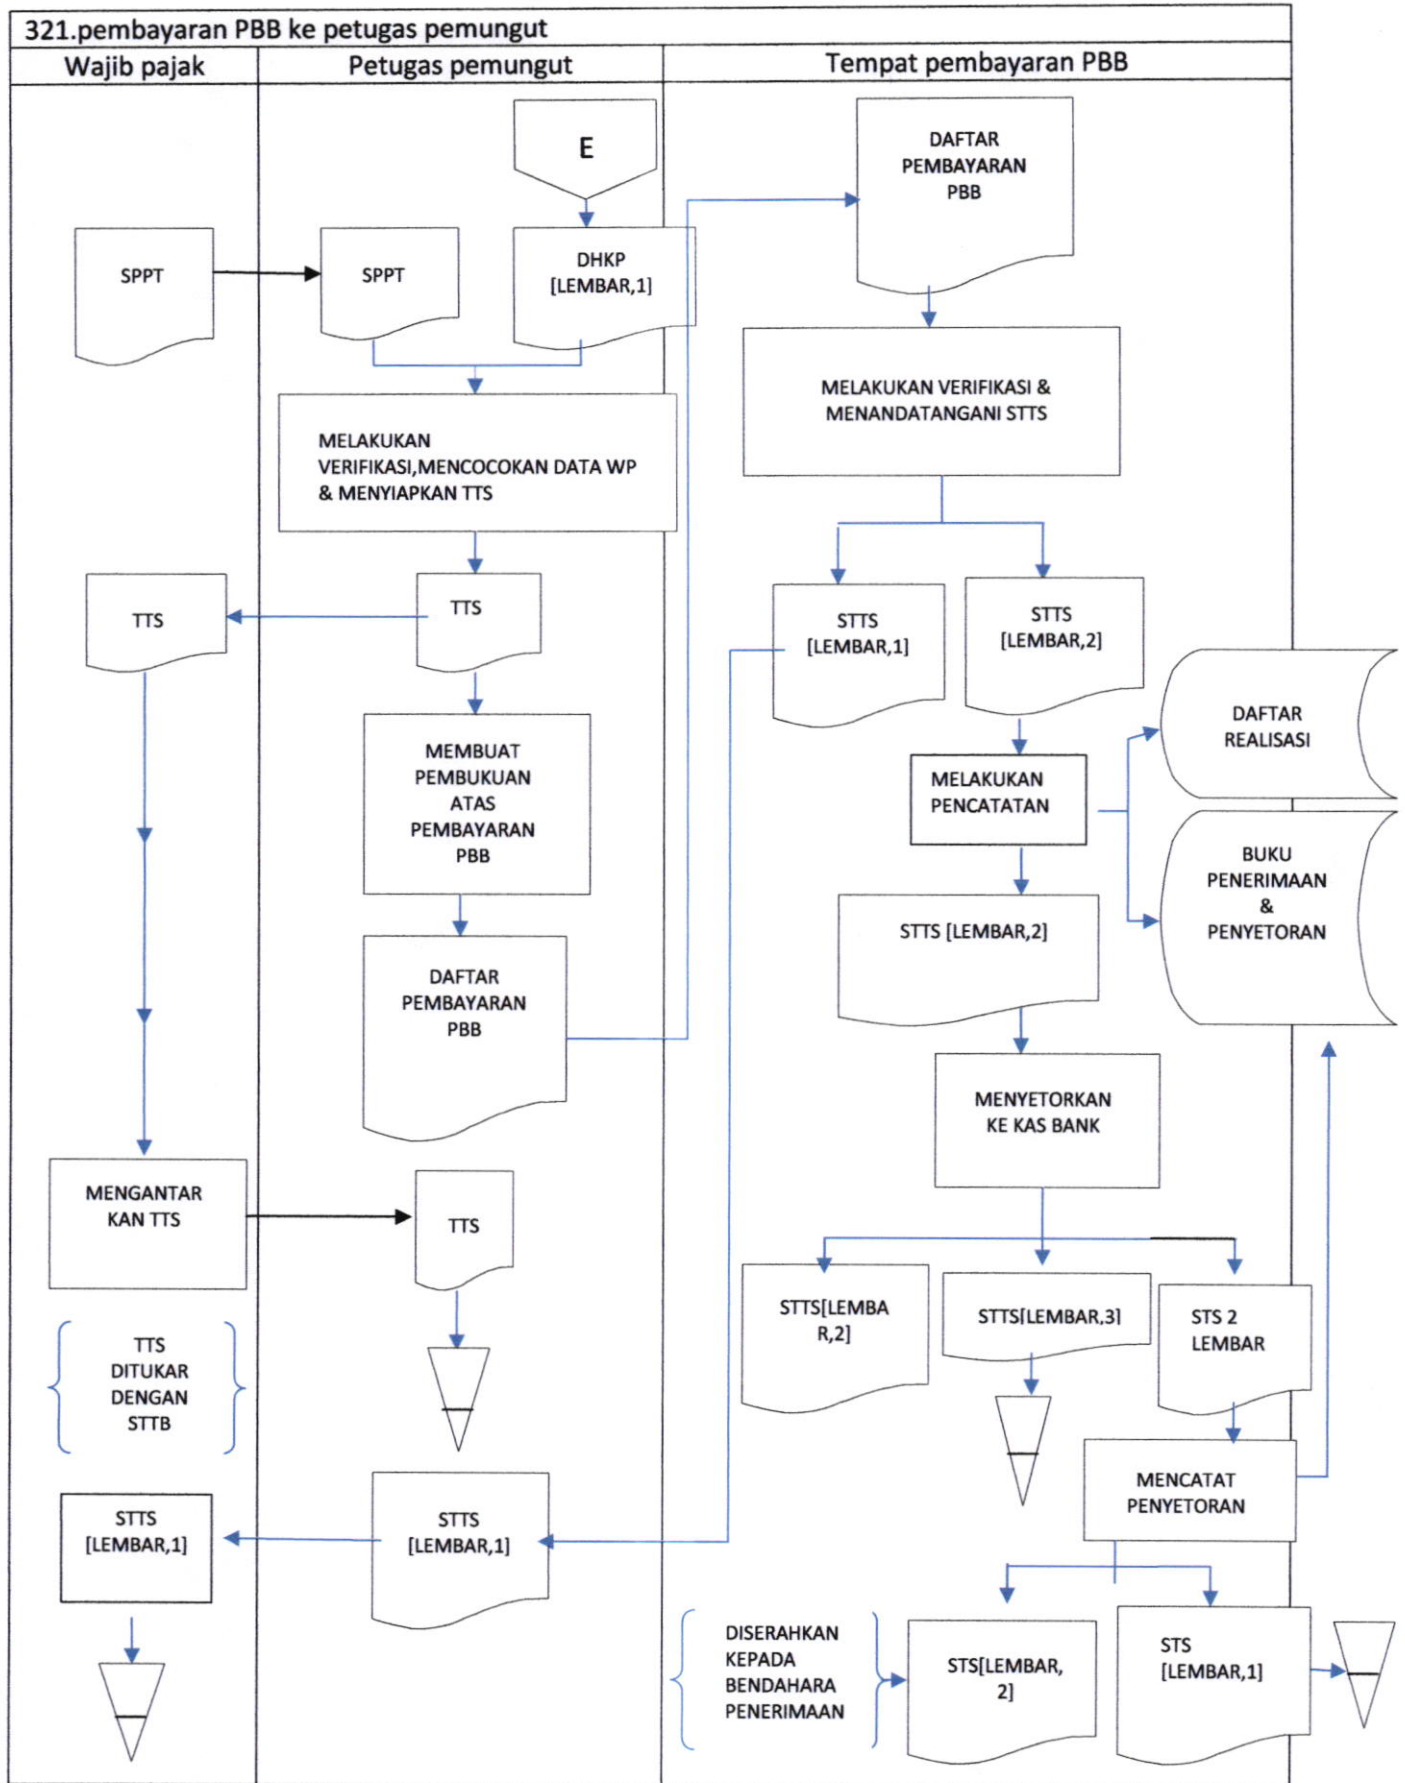 321.pembayaran PBB ke petugas pemungut
Wajib pajak
Petugas pemungut
Tempat pembayaran PBB
E
DAFTAR
PEMBAYARAN
PBB
SPPT
SPPT
DHKP
[LEMBAR,1]
MELAKUKAN VERIFIKASI &
MENANDATANGANI STTS
MELAKUKAN
VERIFIKASI,MENCOCOKAN DATA WP
& MENYIAPKAN TTS
TTS
TTS
STTS
[LEMBAR,1]
STTS
[LEMBAR,2]
DAFTAR
REALISASI
MEMBUAT
PEMBUKUAN
ATAS
PEMBAYARAN
PBB
MELAKUKAN
PENCATATAN
BUKU
PENERIMAAN
&
PENYETORAN
STTS [LEMBAR,2]
DAFTAR
PEMBAYARAN
PBB
MENYETORKAN
KE KAS BANK
MENGANTAR
KAN TTS
TTS
STTS[LEMBA
R,2]
STTS[LEMBAR,3]
STS 2
LEMBAR
TTS
DITUKAR
DENGAN
STTB
MENCATAT
PENYETORAN
STTS
[LEMBAR,1]
STTS
[LEMBAR,1]
DISERAHKAN
KEPADA
BENDAHARA
PENERIMAAN
STS[LEMBAR,
2]
STS
[LEMBAR,1]